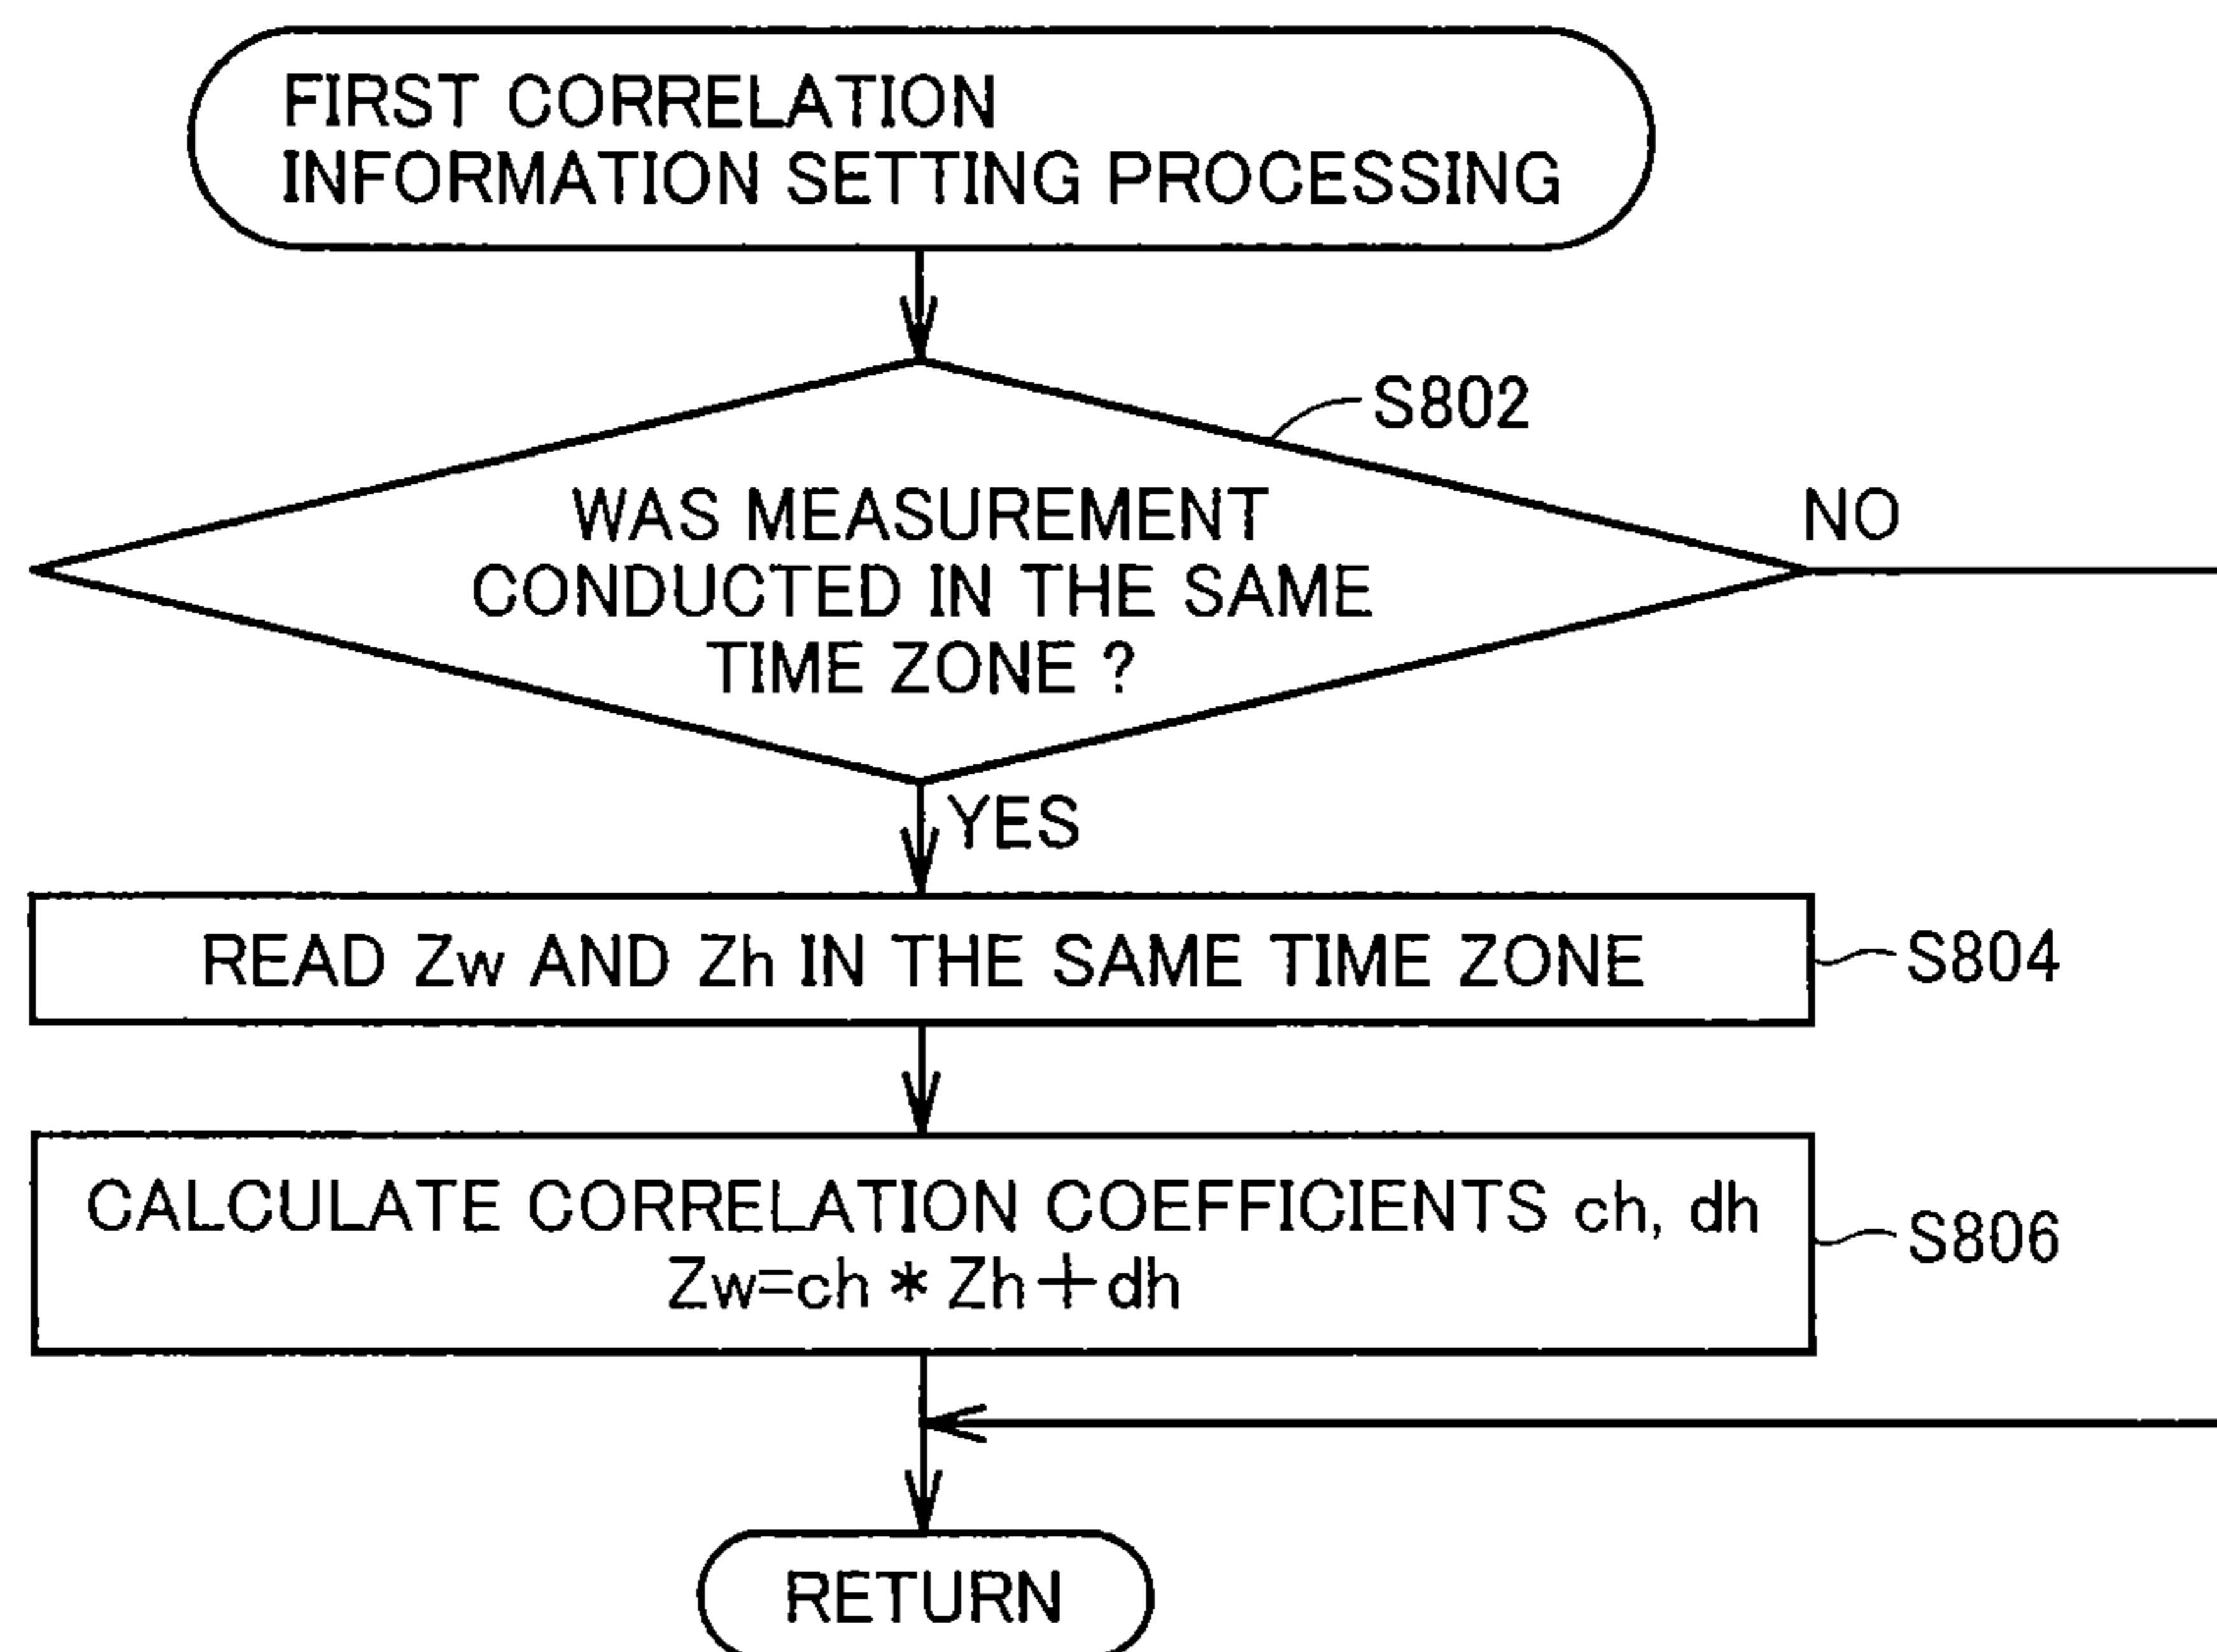 FIRST CORRELATION
INFORMATION SETTING PROCESSING
S802
WAS MEASUREMENT
CONDUCTED IN THE SAME
TIME ZONE ?
NO
YES
READ Zw AND Zh IN THE SAME TIME ZONE
S804
CALCULATE CORRELATION COEFFICIENTS ch, dh
Zw=ch * Zh+dh
S806
RETURN